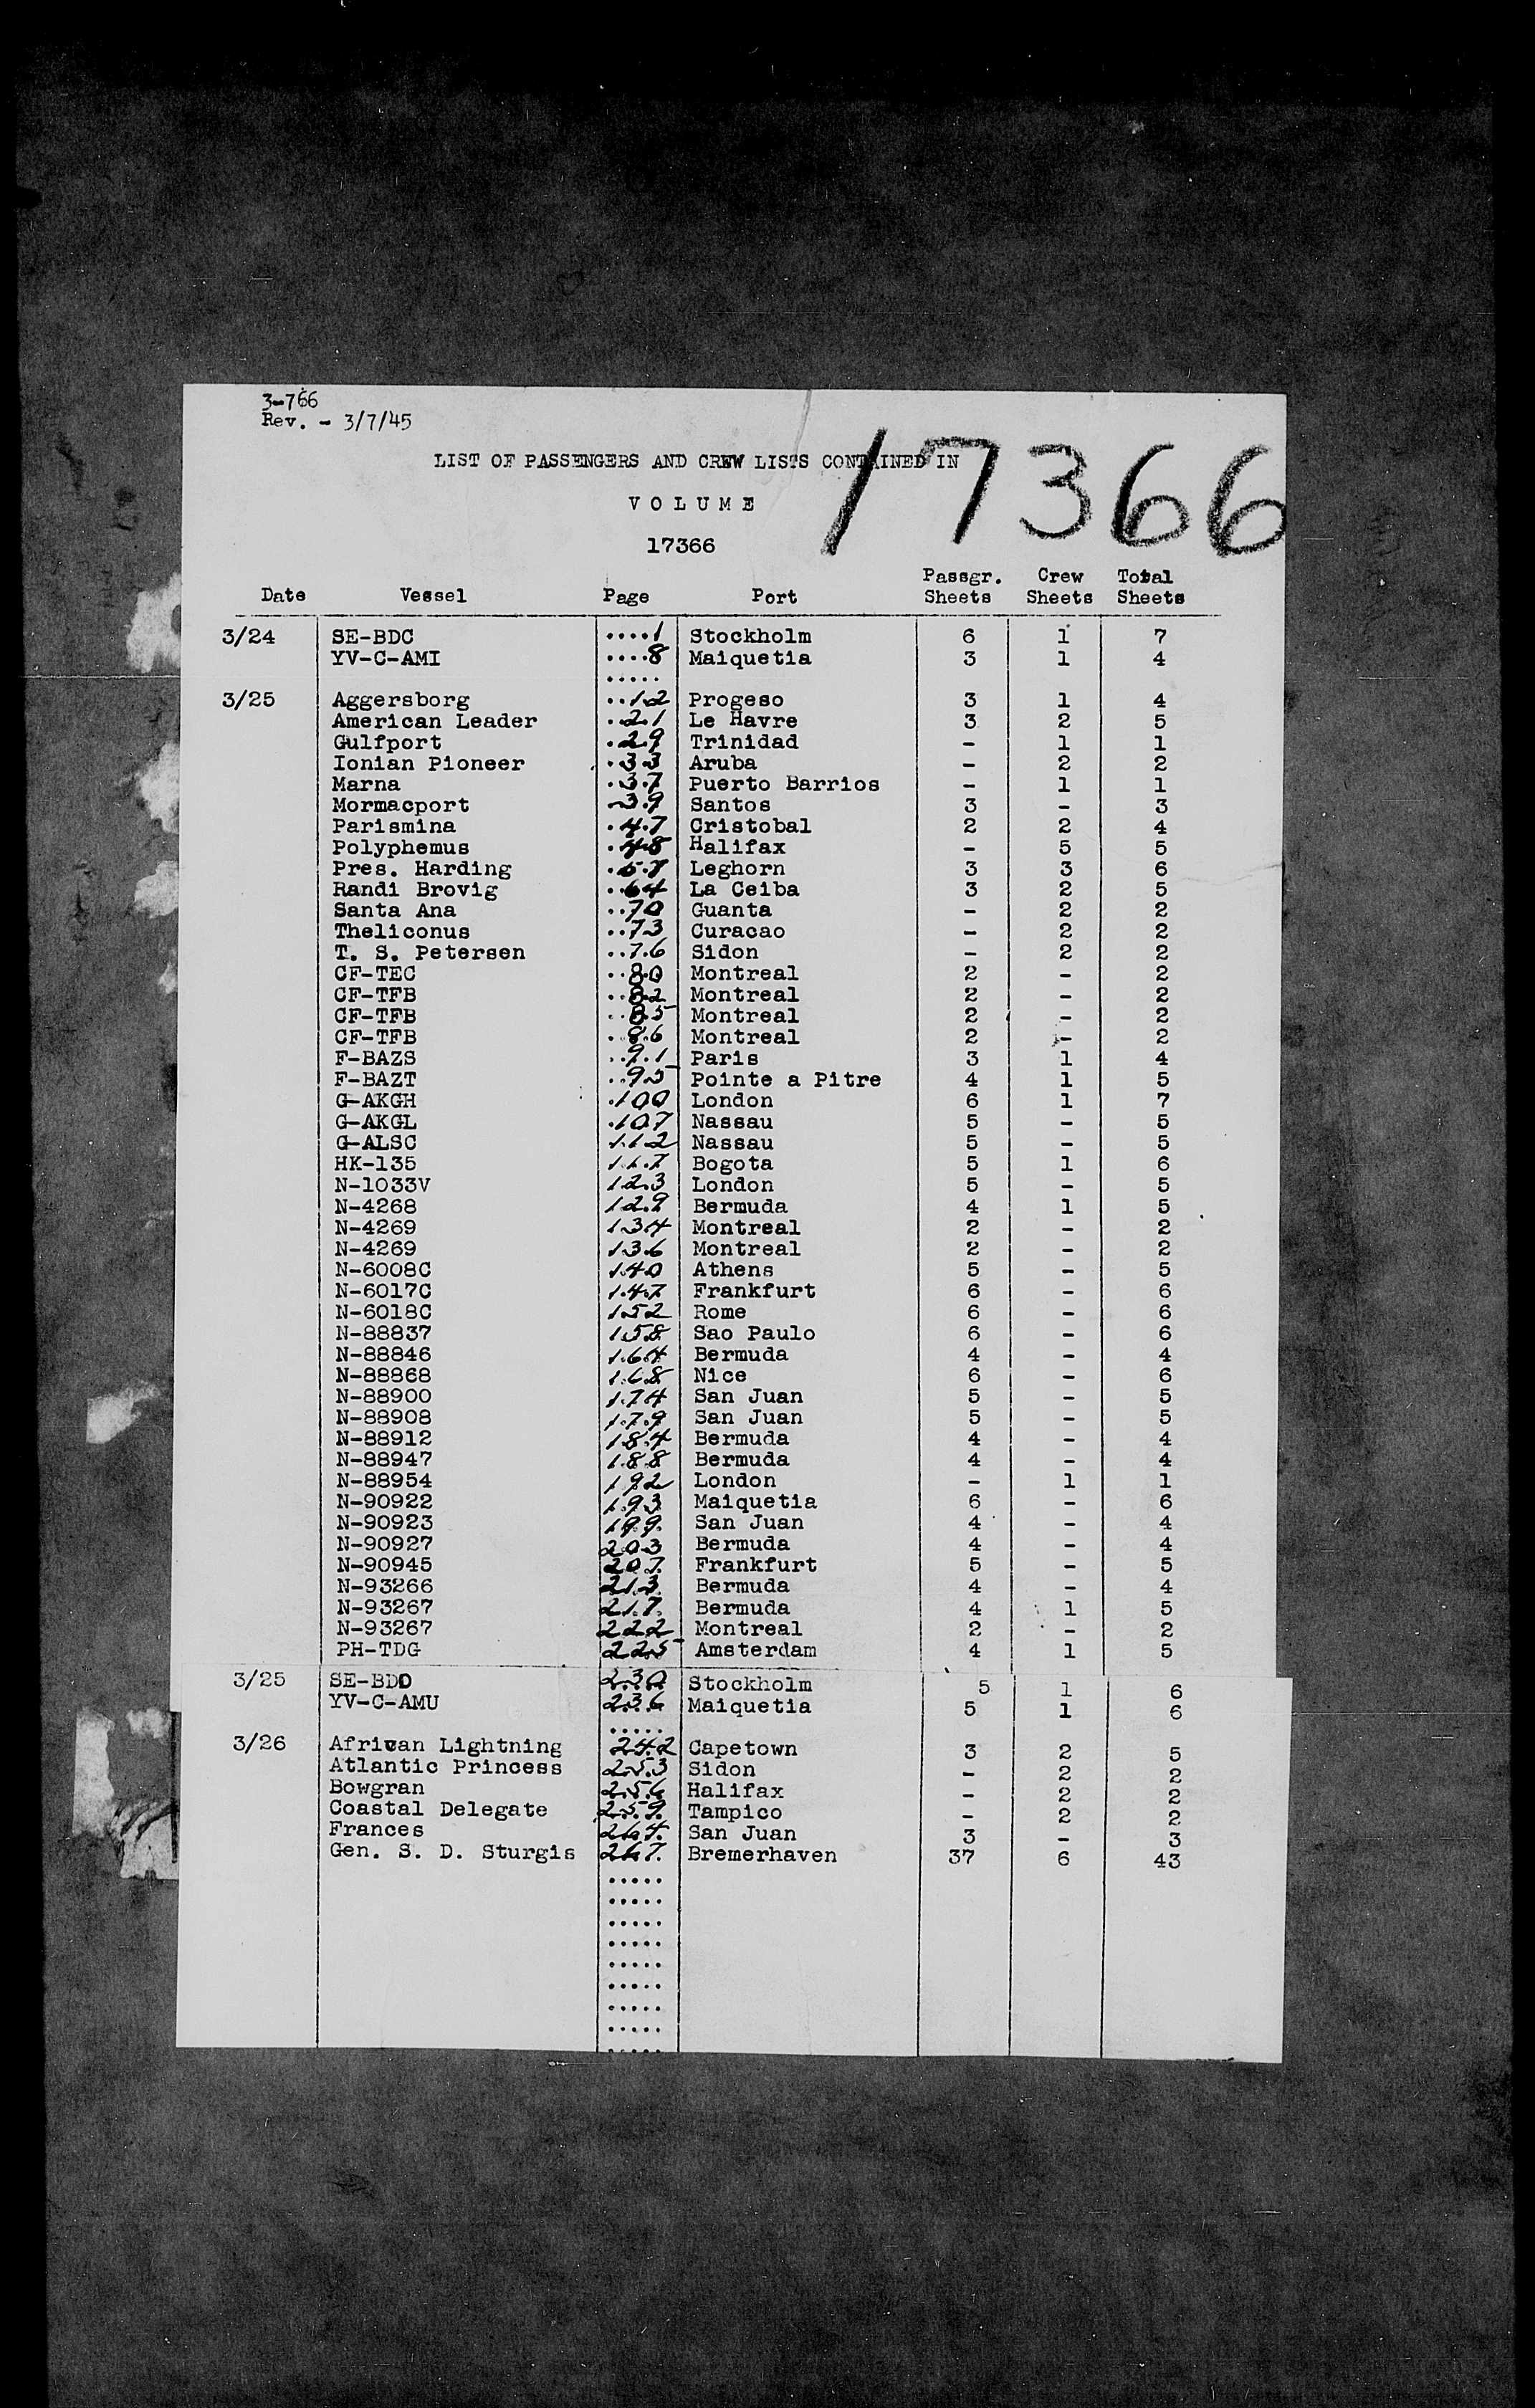 3-766
Rev. - 3/7/45
17366
LIST OF PASSENGERS AND CREW LISTS CONTAINED IN
VOLUME
17366
Date Vessel Page Port Passgr. Sheets Crew Sheets Total Sheets
3/24 SE-BDC ....1 Stockholm 6 1 7
YV-C-AMI ....8 Maiquetia 3 1 4
.....
3/25 Aggersborg ..12 Progeso 3 1 4
American Leader ..21 Le Havre 3 2 5
Gulfport .29 Trinidad - 1 1
Ionian Pioneer .33 Aruba - 2 2
Marna .37 Puerto Barrios - 1 1
Mormacport 39 Santos 3 - 3
Parismina .47 Cristobal 2 2 4
Polyphemus .48 Halifax - 5 5
Pres. Harding .57 Leghorn 3 3 6
Randi Brovig ..64 La Ceiba 3 2 5
Santa Ana ..70 Guanta - 2 2
Theliconus ..73 Curacao - 2 2
T. S. Petersen ..76 Sidon - 2 2
CF-TEC ..80 Montreal 2 - 2
CF-TFB ..82 Montreal 2 - 2
CF-TFB ..85 Montreal 2 - 2
CF-TFB .86 Montreal 2 - 2
F-BAZS ..91 Paris 3 1 4
F-BAZT ..95 Pointe a Pitre 4 1 5
G-AKGH .100 London 6 1 7
G-AKGL .107 Nassau 5 - 5
G-ALSC 112 Nassau 5 - 5
HK-135 117 Bogota 5 1 6
N-1033V 123 London 5 - 5
N-4268 129 Bermuda 4 1 5
N-4269 134 Montreal 2 - 2
N-4269 136 Montreal 2 - 2
N-6008C 140 Athens 5 - 5
N-6017C 147 Frankfurt 6 - 6
N-6018C 152 Rome 6 - 6
N-88837 158 Sao Paulo 6 - 6
N-88846 164 Bermuda 4 - 4
N-88868 168 Nice 6 - 6
N-88900 174 San Juan 5 - 5
N-88908 179 San Juan 5 - 5
N-88912 184 Bermuda 4 - 4
N-88947 188 Bermuda 4 - 4
N-88954 192 London - 1 1
N-90922 193 Maiquetia 6 - 6
N-90923 199 San Juan 4 - 4
N-90927 203 Bermuda 4 - 4
N-90945 207 Frankfurt 5 - 5
N-93266 213 Bermuda 4 - 4
N-93267 217 Bermuda 4 1 5
N-93267 222 Montreal 2 - 2
PH-TDG 225 Amsterdam 4 1 5
3/25 SE-BDD 230 Stockholm 5 1 6
YV-C-AMU 236 Maiquetia 5 1 6
.....
3/26 African Lightning 242 Capetown 3 2 5
Atlantic Princess 253 Sidon - 2 2
Bowgran 256 Halifax - 2 2
Coastal Delegate 259 Tampico - 2 2
Frances 264 San Juan 3 - 3
Gen. S. D. Sturgis 267 Bremerhaven 37 6 43
.....
.....
.....
.....
.....
.....
.....
.....
.....